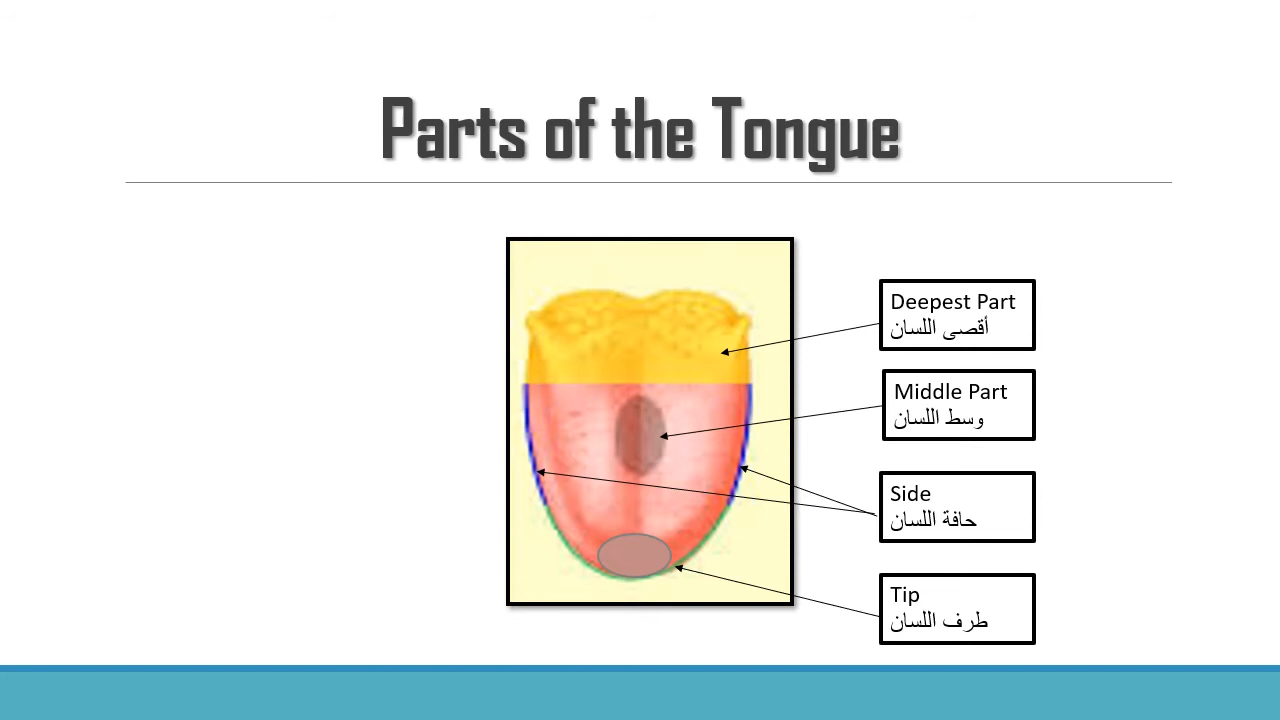 Parts of the Tongue
Deepest Part
أقصى اللسان
Middle Part
وسط اللسان
Side
حافة اللسان
Tip
طرف اللسان